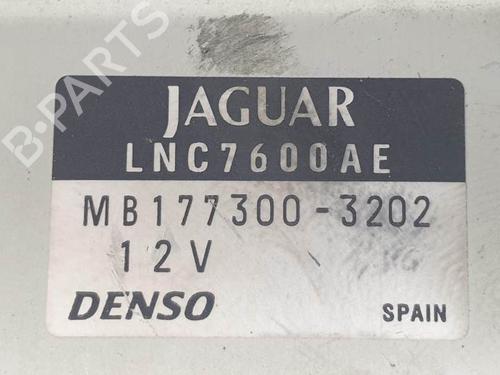 B-PARTS
JAGUAR
LNC7600AE
MB177300-3202
12V
DENSO
SPAIN